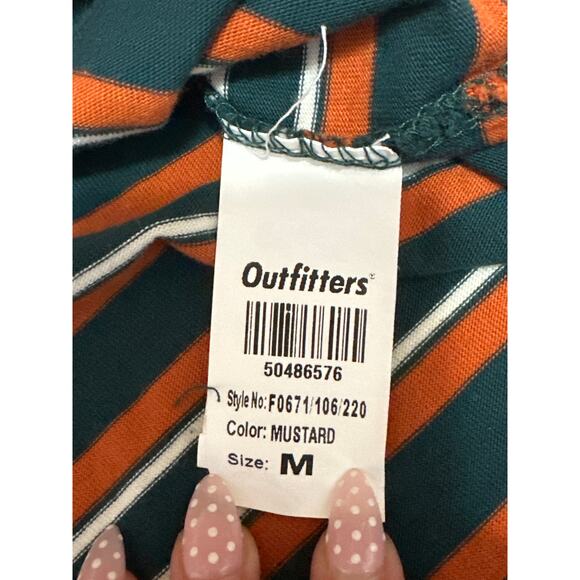 Outfitters®
50486576
Style No: F0671/106/220
Color: MUSTARD
Size: M